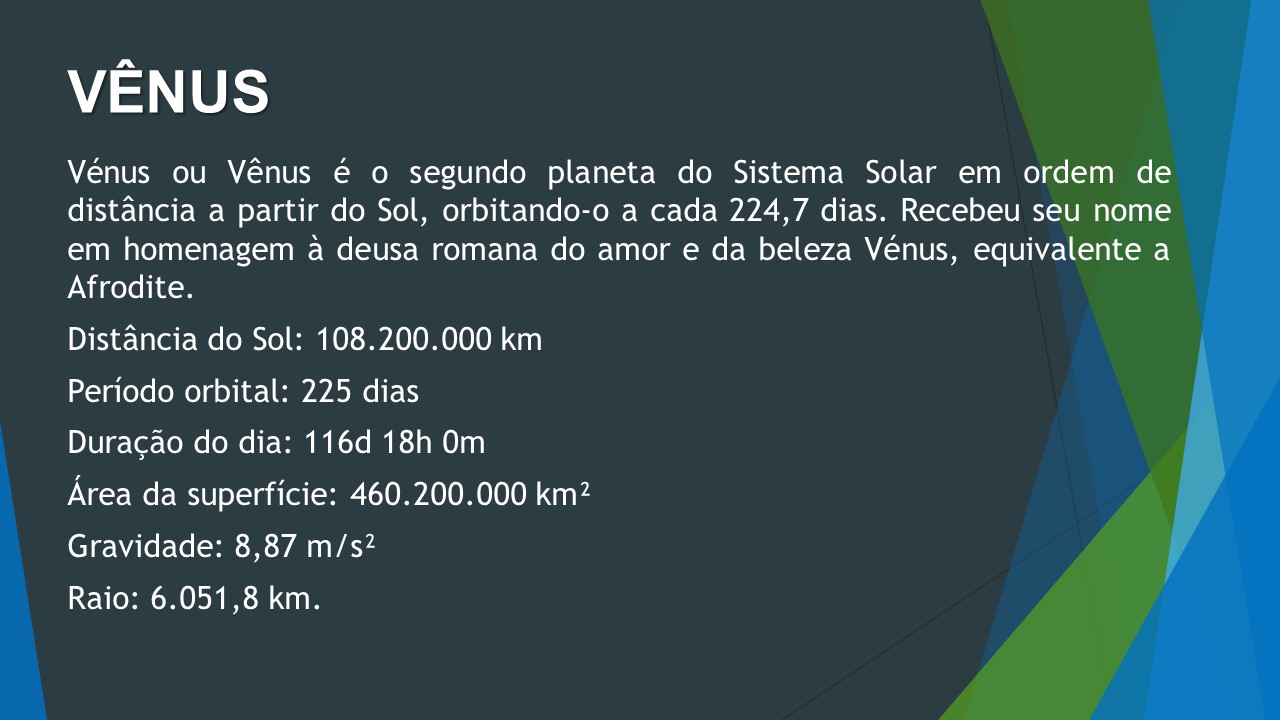 VÊNUS
Vénus ou Vênus é o segundo planeta do Sistema Solar em ordem de
distância a partir do Sol, orbitando-o a cada 224,7 dias. Recebeu seu nome
em homenagem à deusa romana do amor e da beleza Vénus, equivalente a
Afrodite.
Distância do Sol: 108.200.000 km
Período orbital: 225 dias
Duração do dia: 116d 18h 0m
Área da superfície: 460.200.000 km²
Gravidade: 8,87 m/s²
Raio: 6.051,8 km.